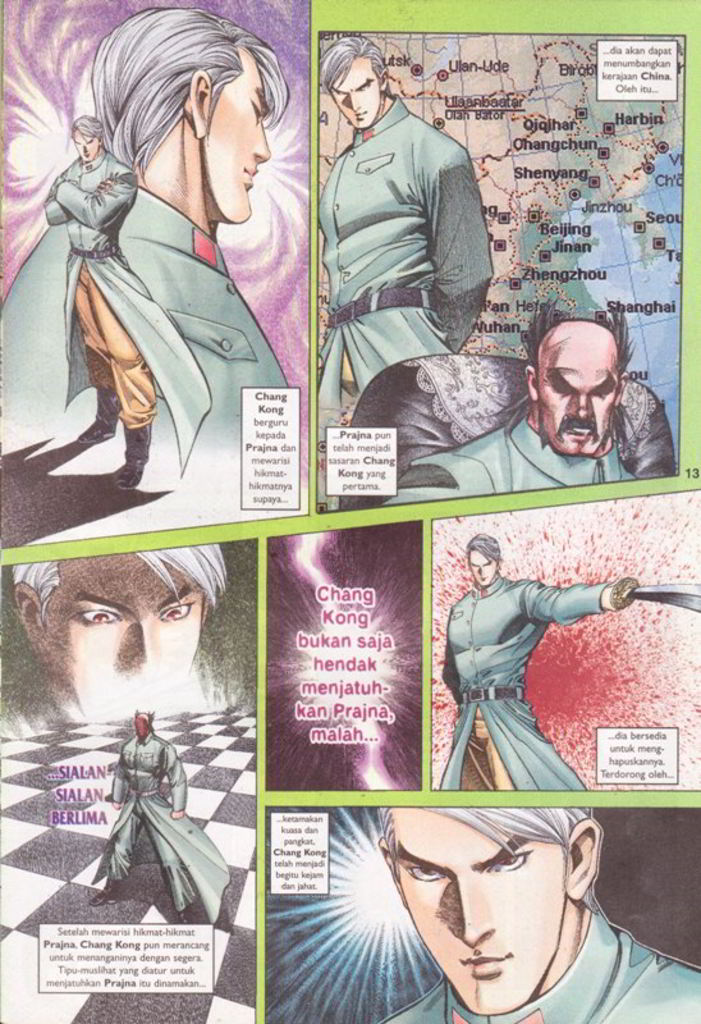 Chang
Kong
berguru
kepada
Prajna dan
mewarisi
hikmat-
hikmatnya
supaya...
...dia akan dapat
menumbangkan
kerajaan China.
Oleh itu...
utsk
Ulan-Ude
Ulaanbaatar
Ulan Bator
Qiqihar
Harbin
Changchun
Shenyang
Jinzhou
Seou
Beijing
Jinan
Zhengzhou
Shanghai
Wuhan
...Prajna pun
telah menjadi
sasaran Chang
Kong yang
pertama.
13
...SIALAN-
SIALAN
BERLIMA
Setelah mewarisi hikmat-hikmat
Prajna, Chang Kong pun merancang
untuk menanganinya dengan segera.
Tipu-muslihat yang diatur untuk
menjatuhkan Prajna itu dinamakan...
Chang
Kong
bukan saja
hendak
menjatuh-
kan Prajna,
malah...
...dia bersedia
untuk meng-
hapuskannya.
Terdorong oleh...
...ketamakan
kuasa dan
pangkat,
Chang Kong
telah menjadi
begitu kejam
dan jahat.